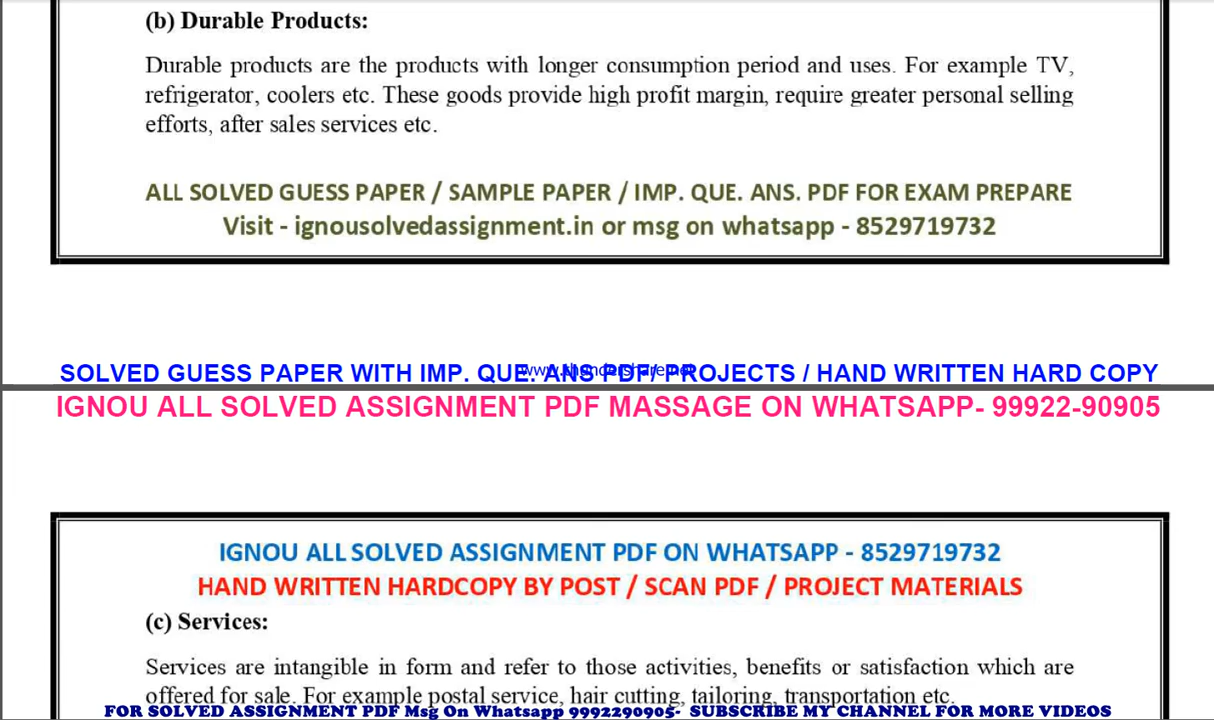 (b) Durable Products:
Durable products are the products with longer consumption period and uses. For example TV,
refrigerator, coolers etc. These goods provide high profit margin, require greater personal selling
efforts, after sales services etc.
ALL SOLVED GUESS PAPER / SAMPLE PAPER / IMP. QUE. ANS. PDF FOR EXAM PREPARE
Visit - ignousolvedassignment.in or msg on whatsapp - 8529719732
www.thundershare.net
SOLVED GUESS PAPER WITH IMP. QUE. ANS PDF/ PROJECTS / HAND WRITTEN HARD COPY
IGNOU ALL SOLVED ASSIGNMENT PDF MASSAGE ON WHATSAPP- 99922-90905
IGNOU ALL SOLVED ASSIGNMENT PDF ON WHATSAPP - 8529719732
HAND WRITTEN HARDCOPY BY POST / SCAN PDF / PROJECT MATERIALS
(c) Services:
Services are intangible in form and refer to those activities, benefits or satisfaction which are
offered for sale. For example postal service, hair cutting, tailoring, transportation etc.
FOR SOLVED ASSIGNMENT PDF Msg On Whatsapp 9992290905- SUBSCRIBE MY CHANNEL FOR MORE VIDEOS